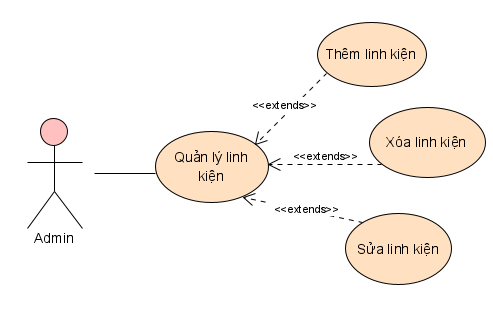 Thêm linh kiện
<<extends>>
Quản lý linh
kiện
<<extends>>
Xóa linh kiện
<<extends>>
Sửa linh kiện
Admin